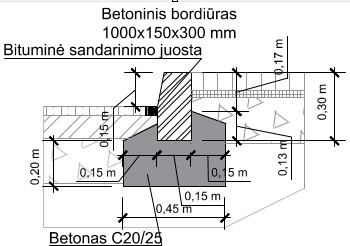 Betoninis bordiūras
1000x150x300 mm
Bituminė sandarinimo juosta
0,17 m
0,30 m
0,15 m
0,20 m
0,13 m
0,15 m
0,15 m
0,15 m
0,45 m
Betonas C20/25